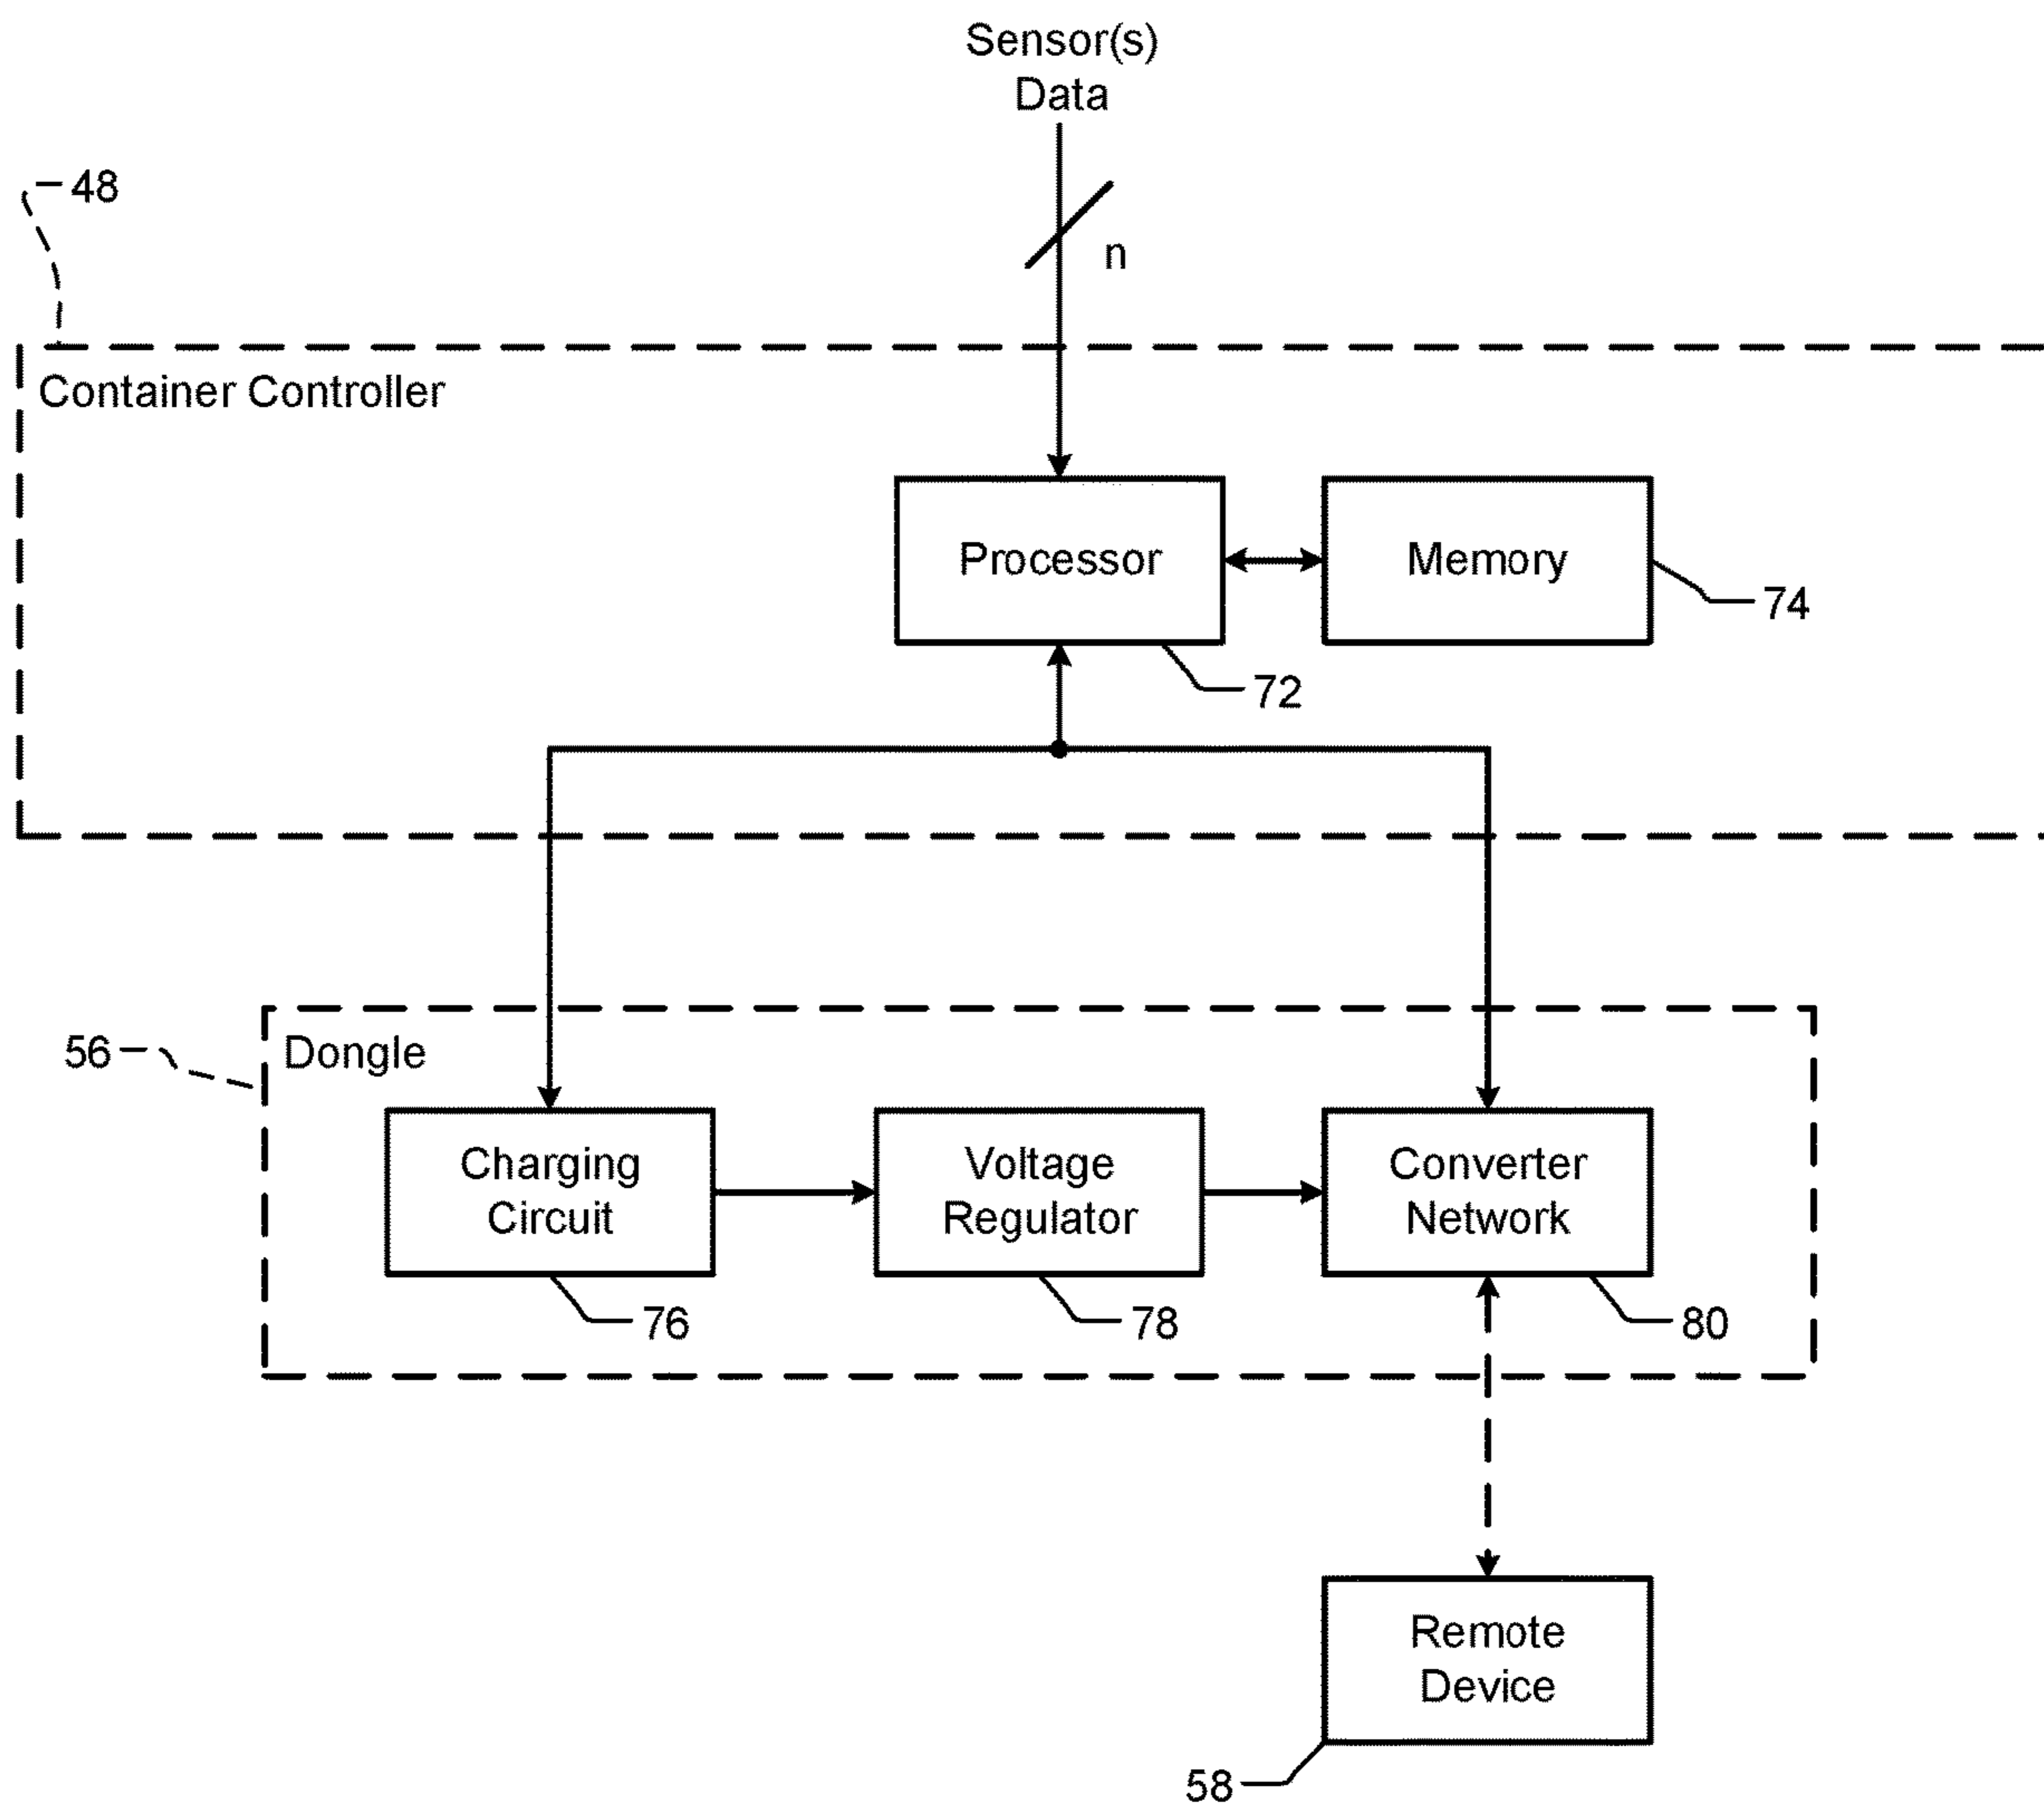 Sensor(s)
Data
48
n
Container Controller
Processor
Memory
74
72
56
Dongle
Charging
Circuit
Voltage
Regulator
Converter
Network
76
78
80
Remote
Device
58